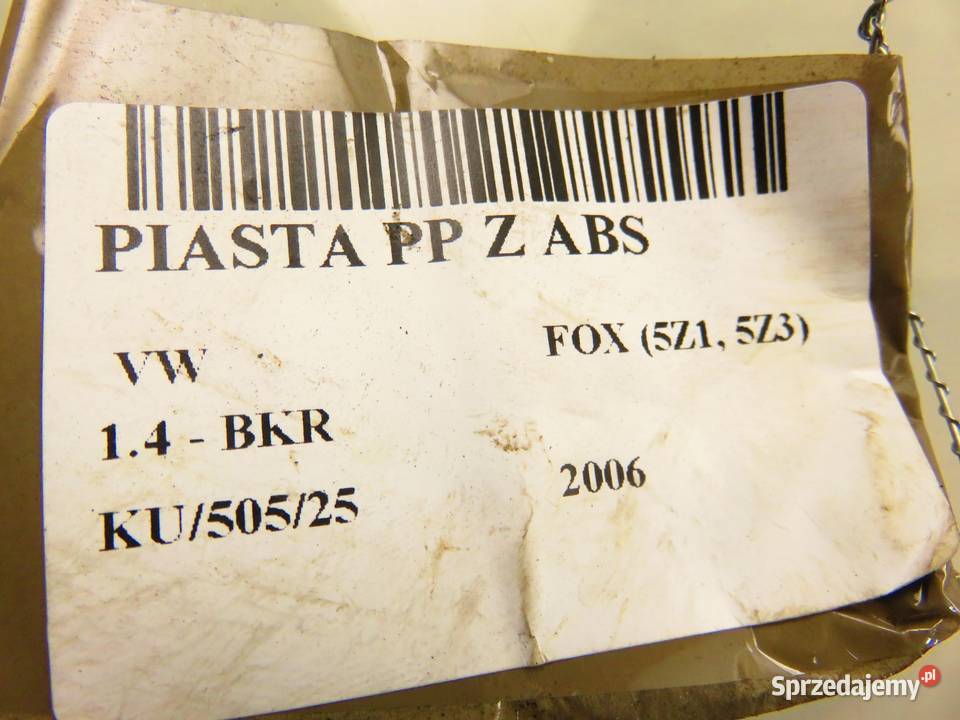 PIASTA PP Z ABS
VW
FOX (5Z1, 5Z3)
1.4 - BKR
2006
KU/505/25
Sprzedajemy.pl